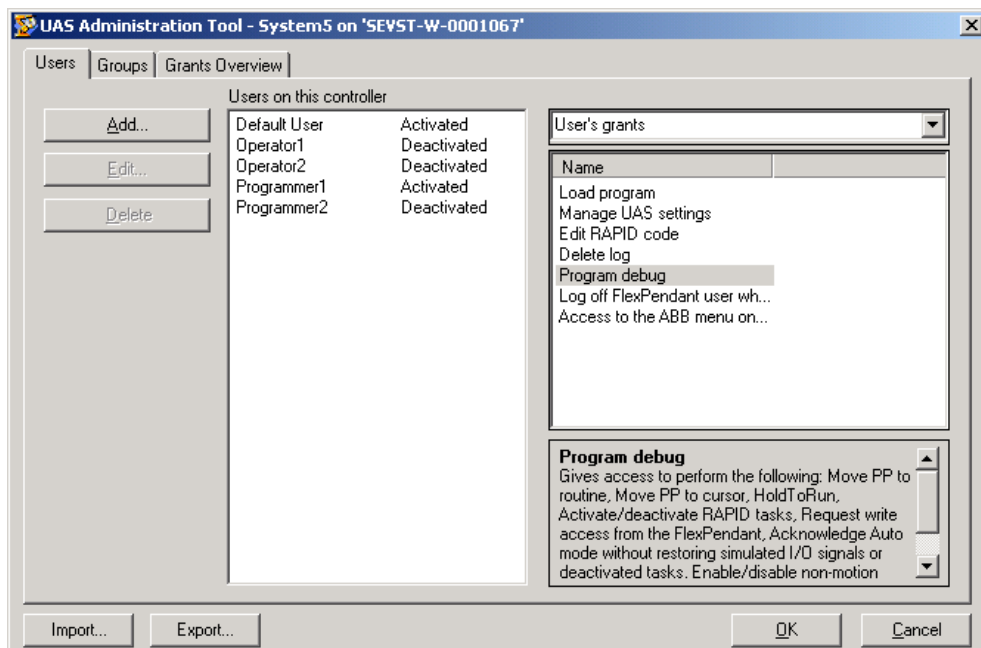 UAS Administration Tool - System5 on 'SEVST-W-0001067'
Users Groups Grants Overview
Users on this controller
Add...
Edit...
Delete
Default User Activated
Operator1 Deactivated
Operator2 Deactivated
Programmer1 Activated
Programmer2 Deactivated
User's grants
Name
Load program
Manage UAS settings
Edit RAPID code
Delete log
Program debug
Log off FlexPendant user wh...
Access to the ABB menu on...
Program debug
Gives access to perform the following: Move PP to
routine, Move PP to cursor, HoldToRun,
Activate/deactivate RAPID tasks, Request write
access from the FlexPendant, Acknowledge Auto
mode without restoring simulated I/O signals or
deactivated tasks. Enable/disable non-motion
Import... Export... OK Cancel